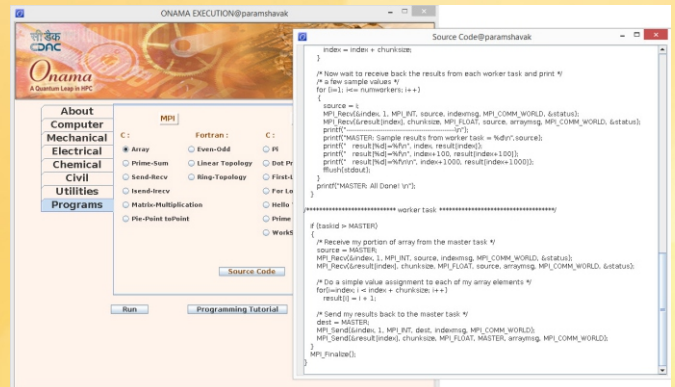 ONAMA EXECUTION@paramshavak
सी डैक
CDAC
Onama
A Quantum Leap in HPC
About
Computer
Mechanical
Electrical
Chemical
Civil
Utilities
Programs
MPI
C :
Array
Prime-Sum
Send-Recv
Isend-Irecv
Matrix-Multiplication
Pie-Point toPoint
Fortran :
Even-Odd
Linear Topology
Ring-Topology
C :
PI
Dot Pr
First-L
For Lo
Hello
Prime
WorkS
Source Code
Run
Programming Tutorial
Source Code@paramshavak
index = index + chunksize;
}
/* Now wait to receive back the results from each worker task and print */
/* a few sample values */
for (i=1; i<= numworkers; i++)
{
source = i;
MPI_Recv(&index, 1, MPI_INT, source, indexmsg, MPI_COMM_WORLD, &status);
MPI_Recv(&result[index], chunksize, MPI_FLOAT, source, arraymsg, MPI_COMM_WORLD, &status);
printf("---------------------------------------\n");
printf("MASTER: Sample results from worker task = %d\n",source);
printf("   result[%d]=%f\n", index, result[index]);
printf("   result[%d]=%f\n", index+100, result[index+100]);
printf("   result[%d]=%f\n", index+1000, result[index+1000]);
fflush(stdout);
}
printf("MASTER: All Done! \n");
}
/**************************** worker task ************************************/
if (taskid > MASTER)
{
/* Receive my portion of array from the master task */
source = MASTER;
MPI_Recv(&index, 1, MPI_INT, source, indexmsg, MPI_COMM_WORLD, &status);
MPI_Recv(&result[index], chunksize, MPI_FLOAT, source, arraymsg, MPI_COMM_WORLD, &status);
/* Do a simple value assignment to each of my array elements */
for(i=index; i < index + chunksize; i++)
result[i] = i + 1;
/* Send my results back to the master task */
dest = MASTER;
MPI_Send(&index, 1, MPI_INT, dest, indexmsg, MPI_COMM_WORLD);
MPI_Send(&result[index], chunksize, MPI_FLOAT, MASTER, arraymsg, MPI_COMM_WORLD);
}
MPI_Finalize();
}